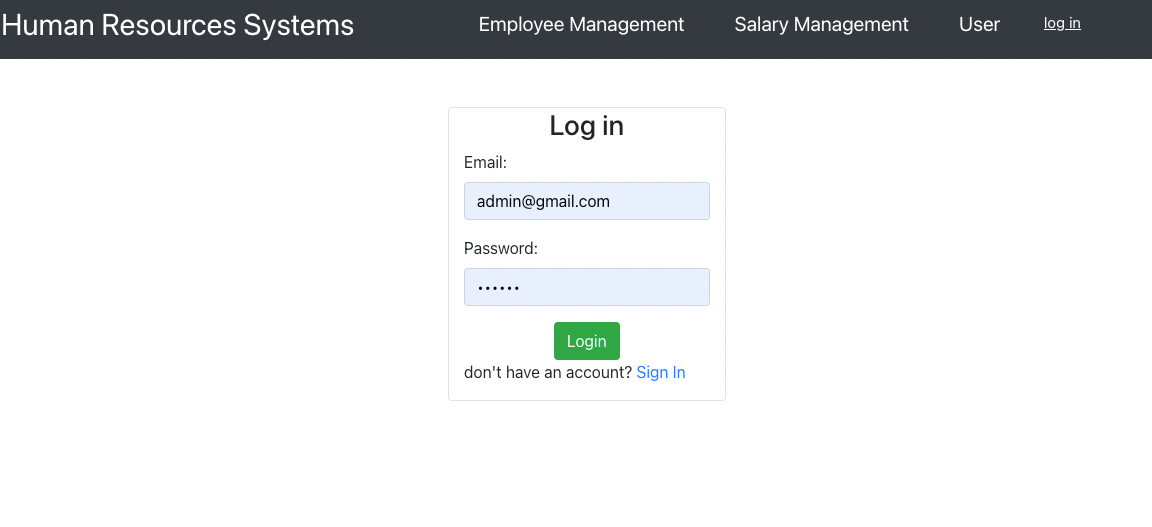 Human Resources Systems Employee Management Salary Management User log in
Log in
Email:
admin@gmail.com
Password:
••••••
Login
don't have an account? Sign In